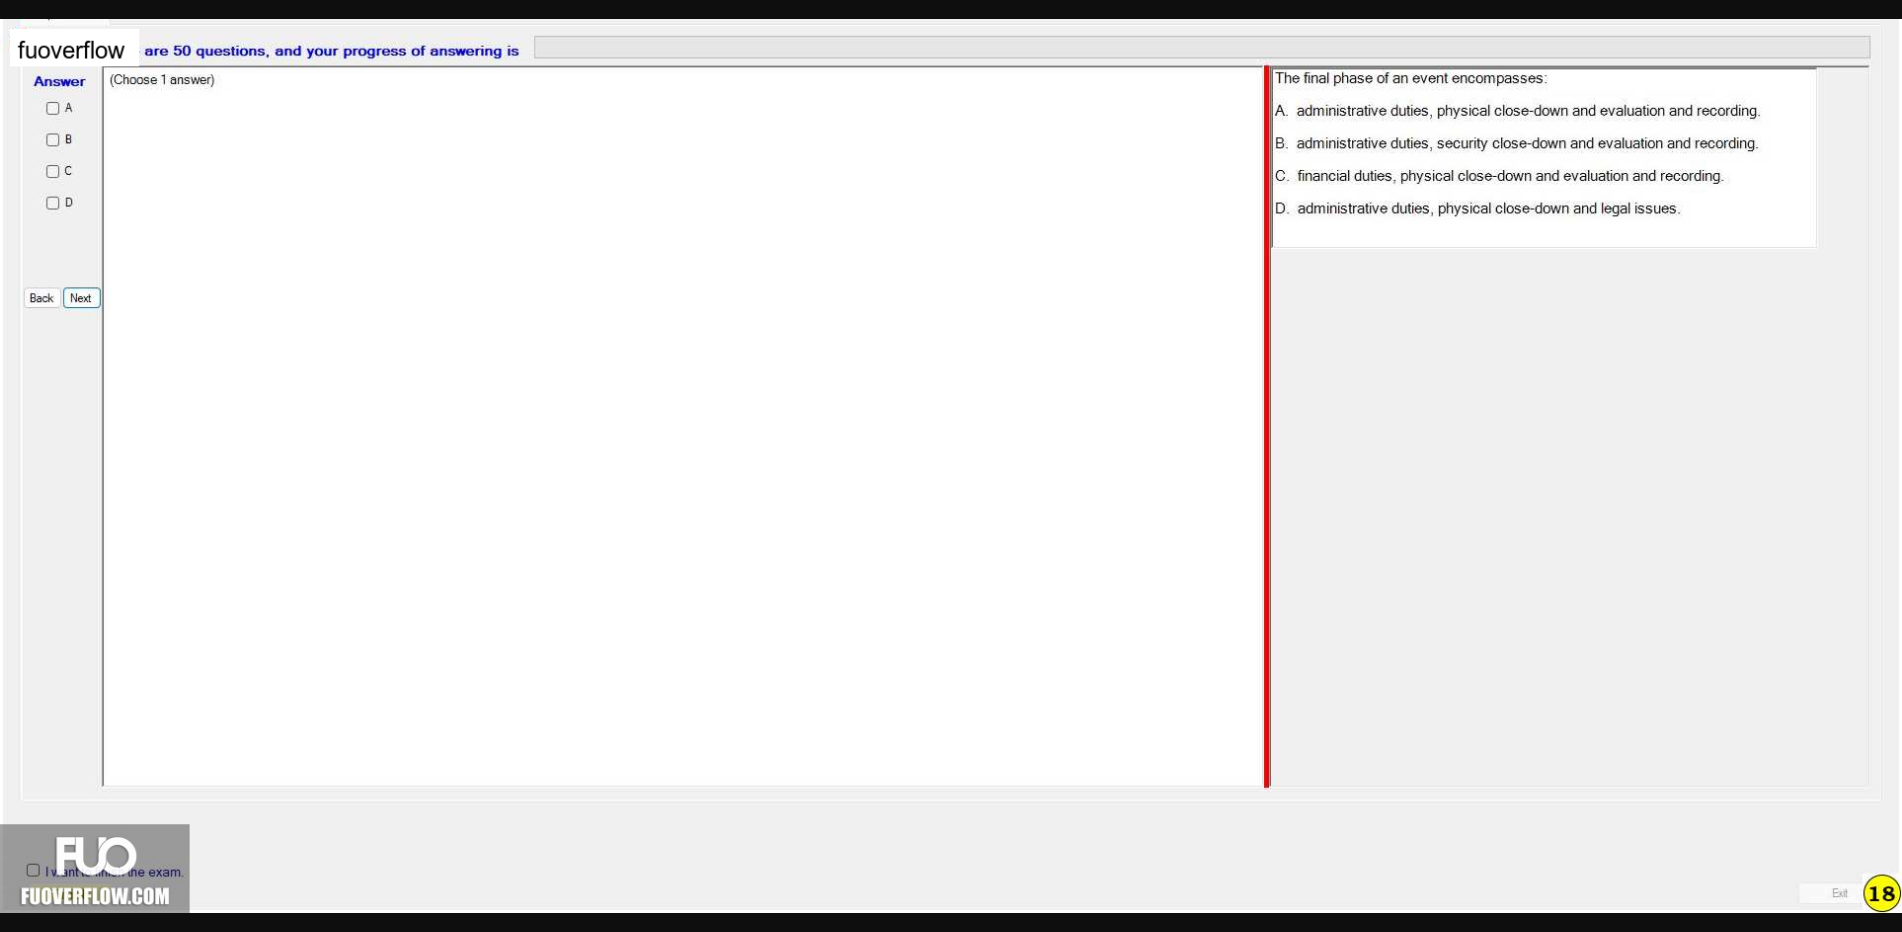 fuoverflow are 50 questions, and your progress of answering is
Answer
(Choose 1 answer)
A
B
C
D
Back Next
The final phase of an event encompasses:
A. administrative duties, physical close-down and evaluation and recording.
B. administrative duties, security close-down and evaluation and recording.
C. financial duties, physical close-down and evaluation and recording.
D. administrative duties, physical close-down and legal issues.
FUO
I want to finish the exam.
FUOVERFLOW.COM
Exit
18